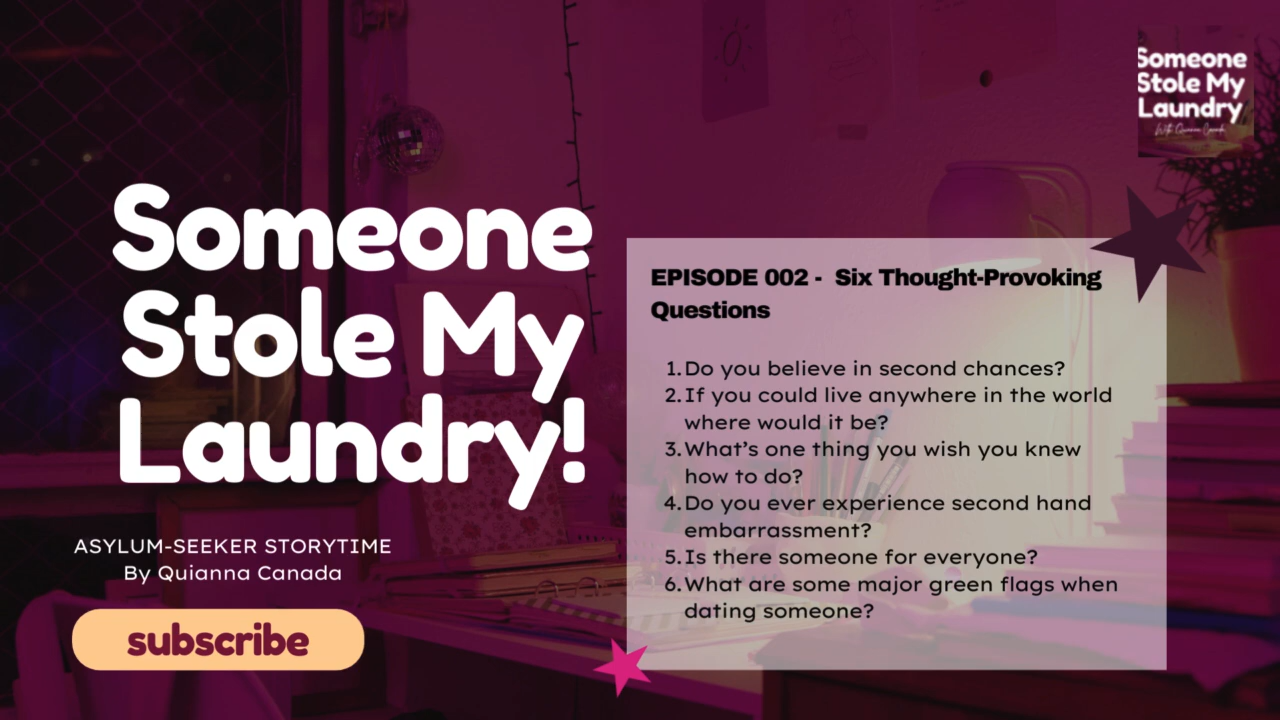 Someone
Stole My
Laundry
With Quianna Canada
Someone
Stole My
Laundry!
ASYLUM-SEEKER STORYTIME
By Quianna Canada
subscribe
EPISODE 002 - Six Thought-Provoking
Questions
1.Do you believe in second chances?
2.If you could live anywhere in the world
where would it be?
3.What's one thing you wish you knew
how to do?
4.Do you ever experience second hand
embarrassment?
5.Is there someone for everyone?
6.What are some major green flags when
dating someone?